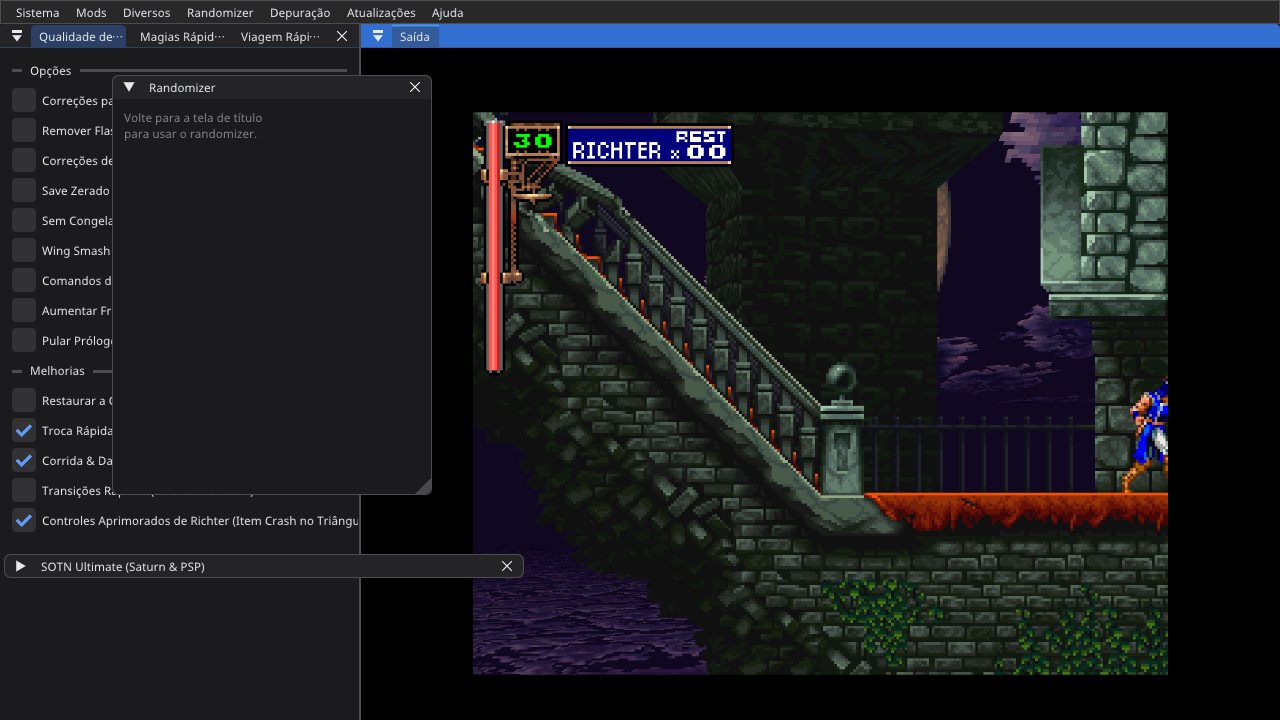 Sistema Mods Diversos Randomizer Depuração Atualizações Ajuda
Qualidade de··· Magias Rápid··· Viagem Rápi···
Saída
Opções
Correções pa
Remover Flas
Correções de
Save Zerado
Sem Congela
Wing Smash
Comandos d
Aumentar Fr
Pular Prólogo
Melhorias
Restaurar a
Troca Rápida
Corrida & Da
Transições
Controles Aprimorados de Richter (Item Crash no Triângu
Randomizer
Volte para a tela de título
para usar o randomizer.
SOTN Ultimate (Saturn & PSP)
30
REST
RICHTER x 00